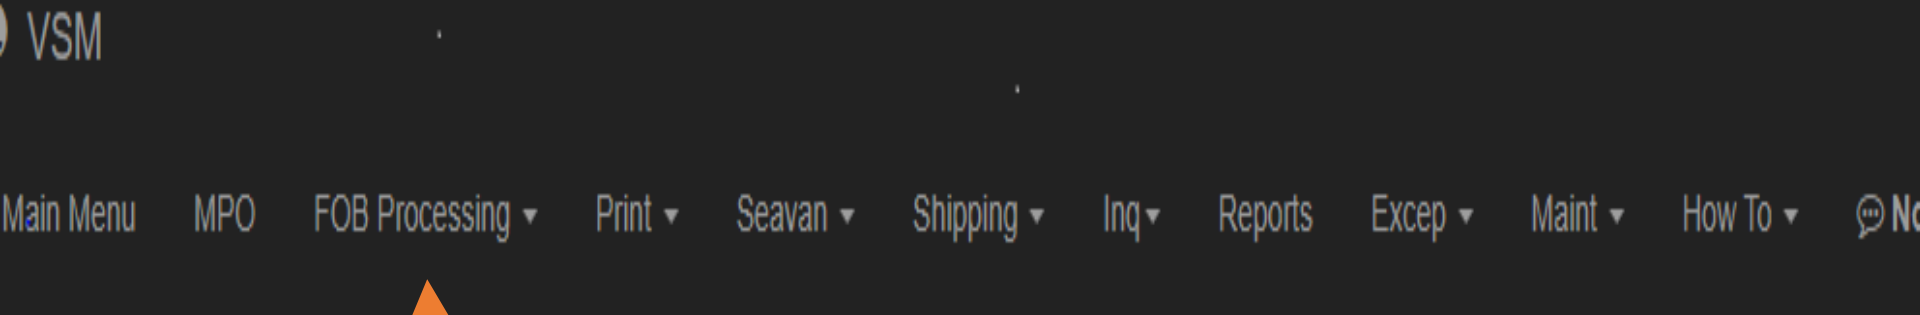 VSM
Main Menu MPO FOB Processing ▾ Print ▾ Seavan ▾ Shipping ▾ Inq ▾ Reports Excep ▾ Maint ▾ How To ▾